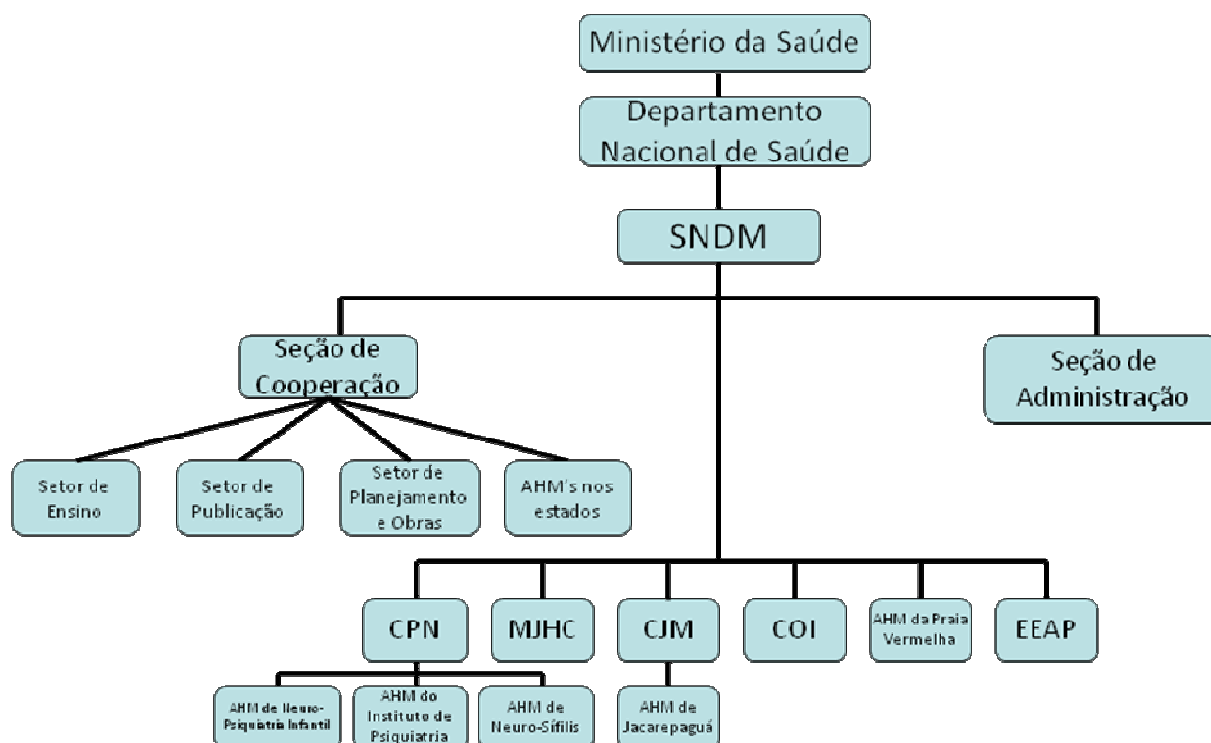 Ministério da Saúde
Departamento
Nacional de Saúde
SNDM
Seção de
Cooperação
Seção de
Administração
Setor de
Ensino
Setor de
Publicação
Setor de
Planejamento
e Obras
AHM's nos
estados
CPN
MJHC
CJM
COI
AHM da Praia
Vermelha
EEAP
AHM de Neuro-
Psiquiatria Infantil
AHM do
Instituto de
Psiquiatria
AHM de
Neuro-Sífilis
AHM de
Jacarepaguá